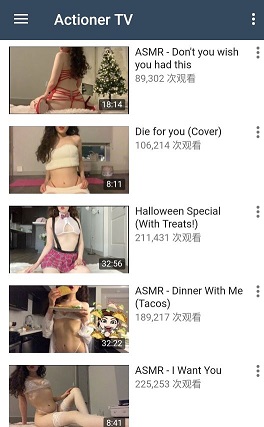 Actioner TV
ASMR - Don't you wish
you had this
89,302 次观看
18:14
Die for you (Cover)
106,214 次观看
8:11
Halloween Special
(With Treats!)
211,431 次观看
32:56
ASMR - Dinner With Me
(Tacos)
189,217 次观看
32:22
ASMR - I Want You
225,253 次观看
8:41